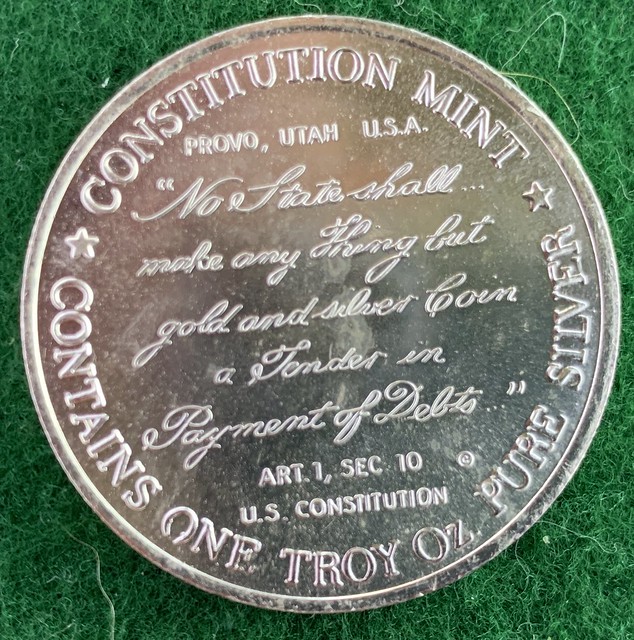 CONSTITUTION MINT
PROVO, UTAH U.S.A.
"No State shall...
make any Thing but
gold and silver Coin
a Tender in
Payment of Debts..."
ART. 1, SEC 10 ©
U.S. CONSTITUTION
CONTAINS ONE TROY OZ. PURE SILVER